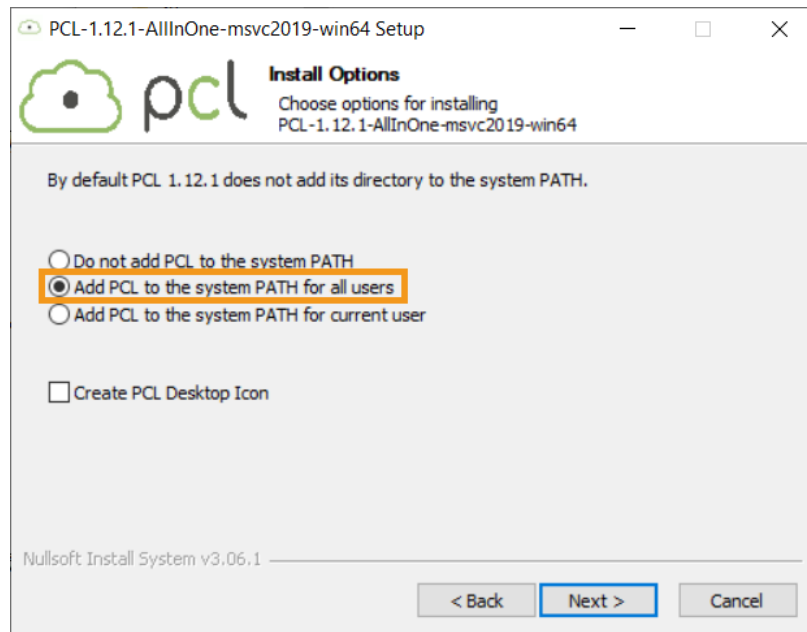 PCL-1.12.1-AllInOne-msvc2019-win64 Setup
pcl
Install Options
Choose options for installing
PCL-1.12.1-AllInOne-msvc2019-win64
By default PCL 1.12.1 does not add its directory to the system PATH.
Do not add PCL to the system PATH
Add PCL to the system PATH for all users
Add PCL to the system PATH for current user
Create PCL Desktop Icon
Nullsoft Install System v3.06.1
< Back
Next >
Cancel